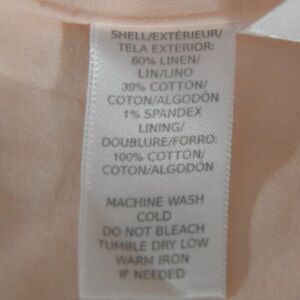 SHELL/EXTÉRIEUR/
TELA EXTERIOR:
60% LINEN/
LIN/LINO
39% COTTON/
COTON/ALGODÓN
1% SPANDEX
LINING/
DOUBLURE/FORRO:
100% COTTON/
COTON/ALGODÓN
MACHINE WASH
COLD
DO NOT BLEACH
TUMBLE DRY LOW
WARM IRON
IF NEEDED